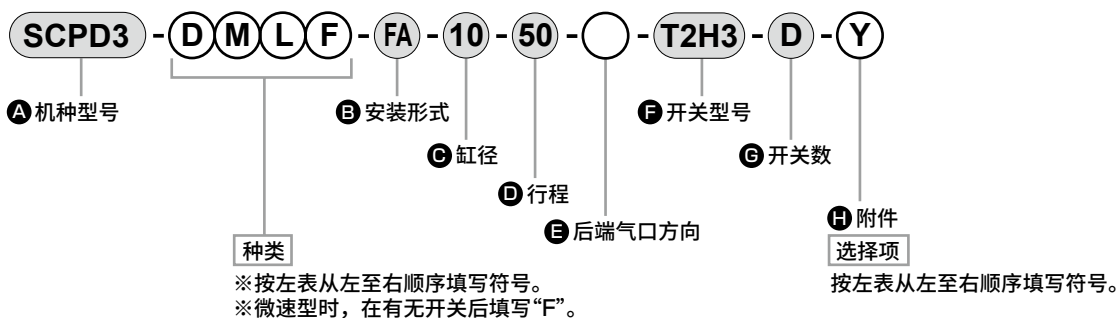 SCPD3 - D M L F - FA - 10 - 50 - - T2H3 - D - Y
A 机种型号
B 安装形式
F 开关型号
C 缸径
G 开关数
D 行程
E 后端气口方向
H 附件
种类
选择项
※按左表从左至右顺序填写符号。
按左表从左至右顺序填写符号。
※微速型时，在有无开关后填写“F”。